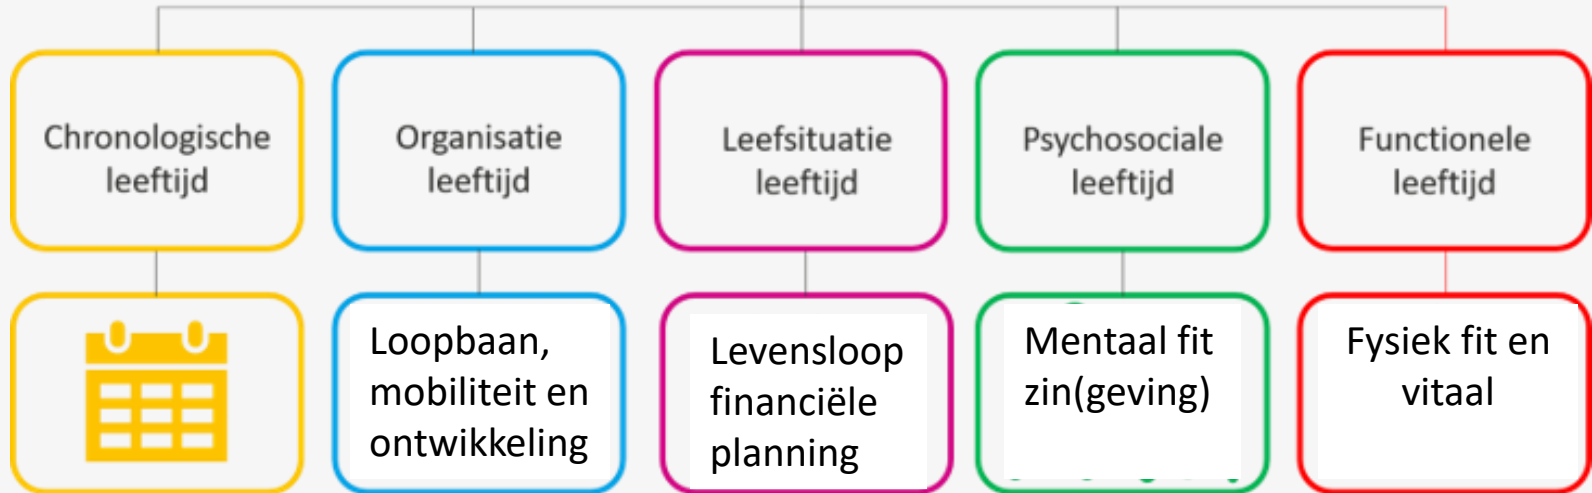 Chronologische
leeftijd
Organisatie
leeftijd
Leefsituatie
leeftijd
Psychosociale
leeftijd
Functionele
leeftijd
Loopbaan,
mobiliteit en
ontwikkeling
Levensloop
financiële
planning
Mentaal fit
zin(geving)
Fysiek fit en
vitaal